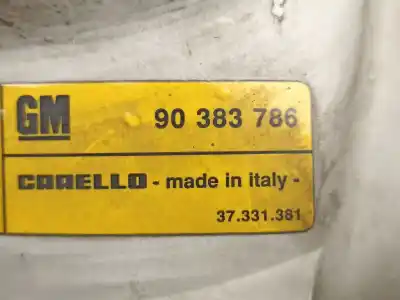 GM 90 383 786
CARELLO - made in italy -
37.331.381